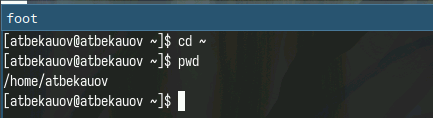 foot
[atbekauov@atbekauov ~]$ cd ~
[atbekauov@atbekauov ~]$ pwd
/home/atbekauov
[atbekauov@atbekauov ~]$